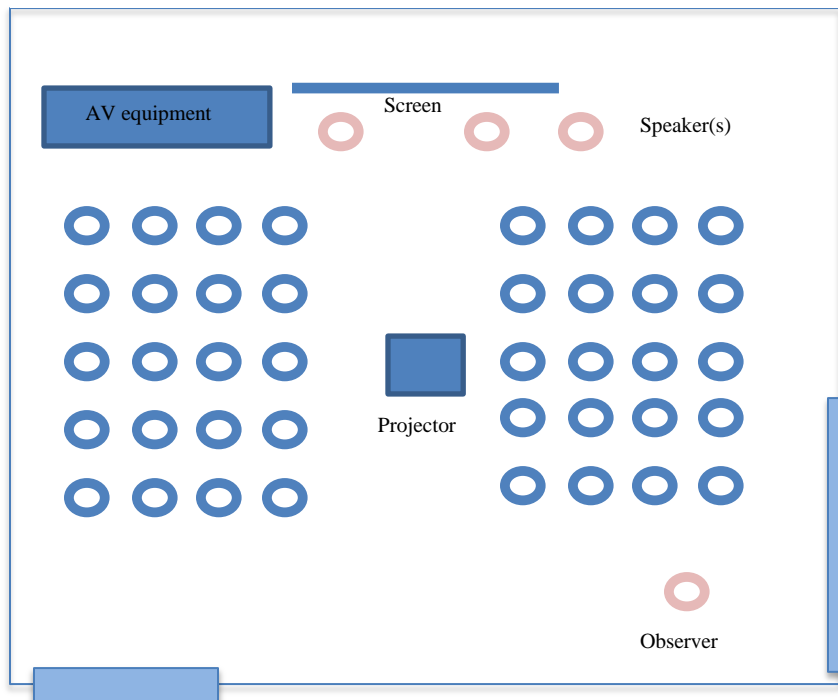 Screen
AV equipment
Speaker(s)
Projector
Observer